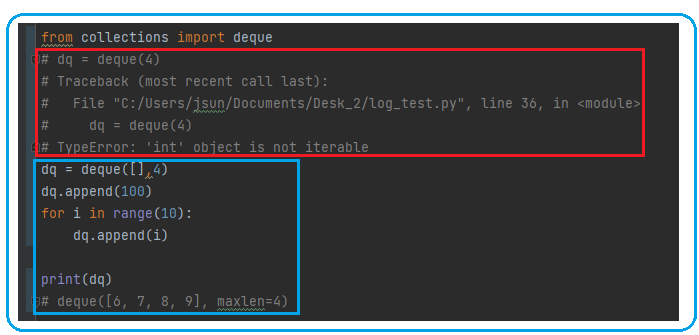 from collections import deque
# dq = deque(4)
# Traceback (most recent call last):
#   File "C:/Users/jsun/Documents/Desk_2/log_test.py", line 36, in <module>
#     dq = deque(4)
# TypeError: 'int' object is not iterable
dq = deque([],4)
dq.append(100)
for i in range(10):
    dq.append(i)

print(dq)
# deque([6, 7, 8, 9], maxlen=4)